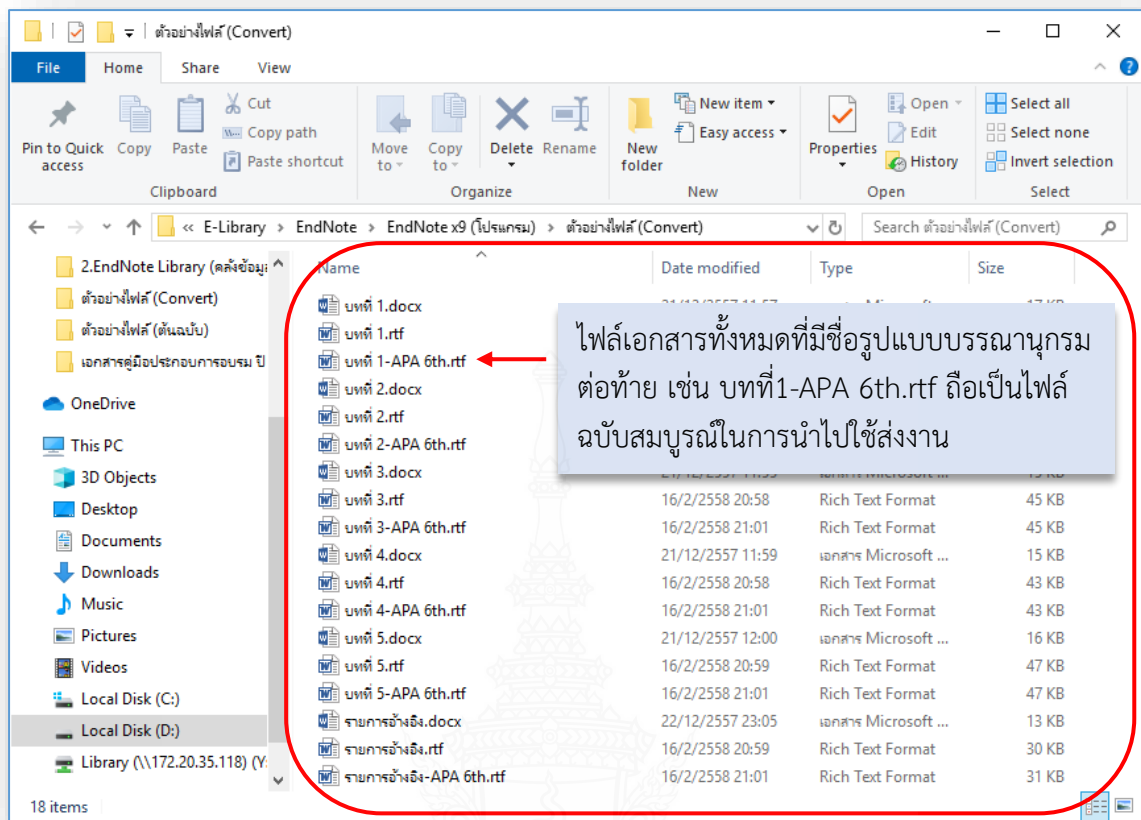 ตัวอย่างไฟล์ (Convert)
File Home Share View
Pin to Quick access
Copy
Paste
Cut
Copy path
Paste shortcut
Clipboard
Move to
Copy to
Delete
Rename
Organize
New folder
New item
Easy access
New
Properties
Open
Edit
History
Open
Select all
Select none
Invert selection
Select
« E-Library > EndNote > EndNote x9 (โปรแกรม) > ตัวอย่างไฟล์ (Convert)
Search ตัวอย่างไฟล์ (Convert)
2.EndNote Library (คลังข้อมูล
ตัวอย่างไฟล์ (Convert)
ตัวอย่างไฟล์ (ต้นฉบับ)
เอกสารคู่มือประกอบการอบรม ปี
OneDrive
This PC
3D Objects
Desktop
Documents
Downloads
Music
Pictures
Videos
Local Disk (C:)
Local Disk (D:)
Library (\\172.20.35.118) (Y:
Name Date modified Type Size
บทที่ 1.docx
บทที่ 1.rtf
บทที่ 1-APA 6th.rtf
บทที่ 2.docx
บทที่ 2.rtf
บทที่ 2-APA 6th.rtf
บทที่ 3.docx
บทที่ 3.rtf 16/2/2558 20:58 Rich Text Format 45 KB
บทที่ 3-APA 6th.rtf 16/2/2558 21:01 Rich Text Format 45 KB
บทที่ 4.docx 21/12/2557 11:59 เอกสาร Microsoft ... 15 KB
บทที่ 4.rtf 16/2/2558 20:58 Rich Text Format 43 KB
บทที่ 4-APA 6th.rtf 16/2/2558 21:01 Rich Text Format 43 KB
บทที่ 5.docx 21/12/2557 12:00 เอกสาร Microsoft ... 16 KB
บทที่ 5.rtf 16/2/2558 20:59 Rich Text Format 47 KB
บทที่ 5-APA 6th.rtf 16/2/2558 21:01 Rich Text Format 47 KB
รายการอ้างอิง.docx 22/12/2557 23:05 เอกสาร Microsoft ... 13 KB
รายการอ้างอิง.rtf 16/2/2558 20:59 Rich Text Format 30 KB
รายการอ้างอิง-APA 6th.rtf 16/2/2558 21:01 Rich Text Format 31 KB
ไฟล์เอกสารทั้งหมดที่มีชื่อรูปแบบบรรณานุกรม
ต่อท้าย เช่น บทที่1-APA 6th.rtf ถือเป็นไฟล์
ฉบับสมบูรณ์ในการนำไปใช้ส่งงาน
18 items